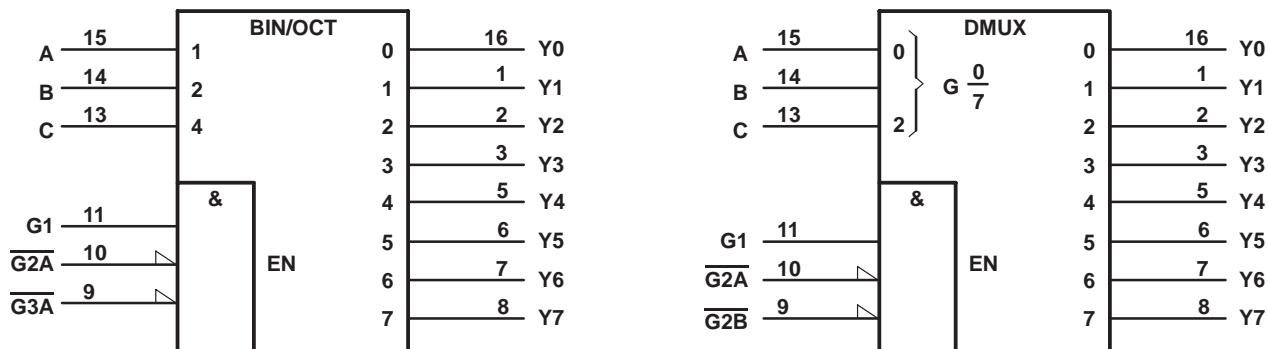 BIN/OCT
A 15 1 0 16 Y0
B 14 2 1 1 Y1
C 13 4 2 2 Y2
3 3 Y3
& 4 5 Y4
G1 11 5 6 Y5
G2A 10 EN 6 7 Y6
G3A 9 7 8 Y7
DMUX
A 15 0 0 16 Y0
B 14 G 0/7 1 1 Y1
C 13 2 2 2 Y2
3 3 Y3
& 4 5 Y4
G1 11 5 6 Y5
G2A 10 EN 6 7 Y6
G2B 9 7 8 Y7